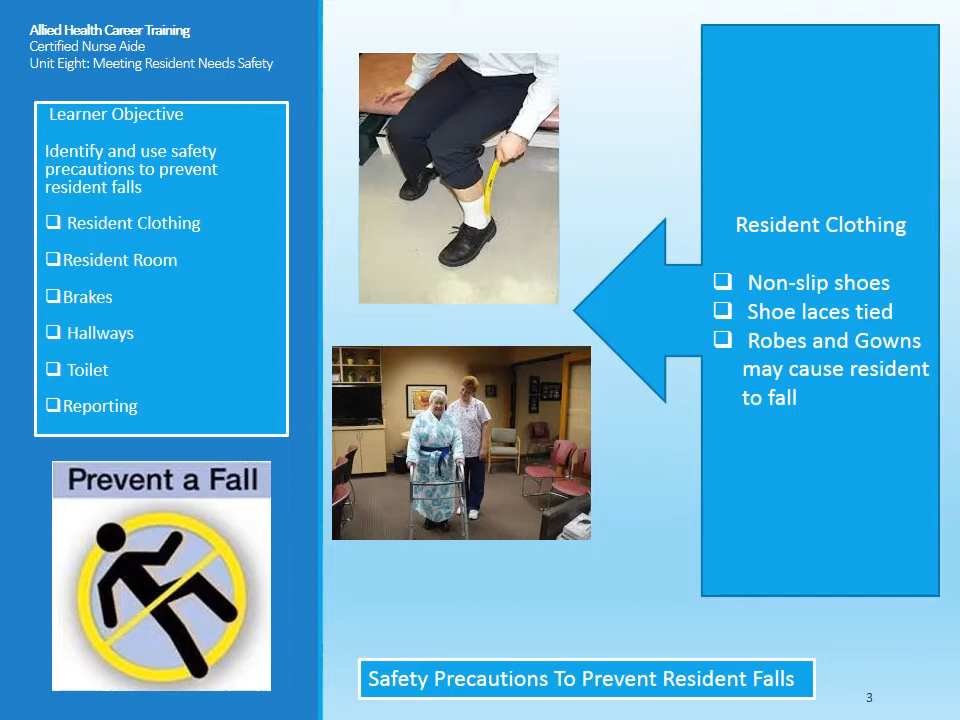 Allied Health Career Training
Certified Nurse Aide
Unit Eight: Meeting Resident Needs Safety
Learner Objective
Identify and use safety
precautions to prevent
resident falls
❑ Resident Clothing
❑Resident Room
❑Brakes
❑ Hallways
❑ Toilet
❑Reporting
Prevent a Fall
Resident Clothing
❑ Non-slip shoes
❑ Shoe laces tied
❑ Robes and Gowns
may cause resident
to fall
Safety Precautions To Prevent Resident Falls
3